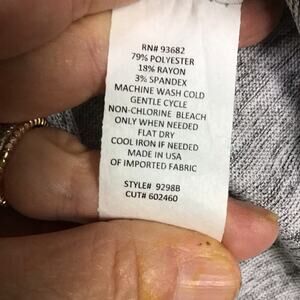 RN# 93682
79% POLYESTER
18% RAYON
3% SPANDEX
MACHINE WASH COLD
GENTLE CYCLE
NON-CHLORINE BLEACH
ONLY WHEN NEEDED
FLAT DRY
COOL IRON IF NEEDED
MADE IN USA
OF IMPORTED FABRIC
STYLE# 9298B
CUT# 602460